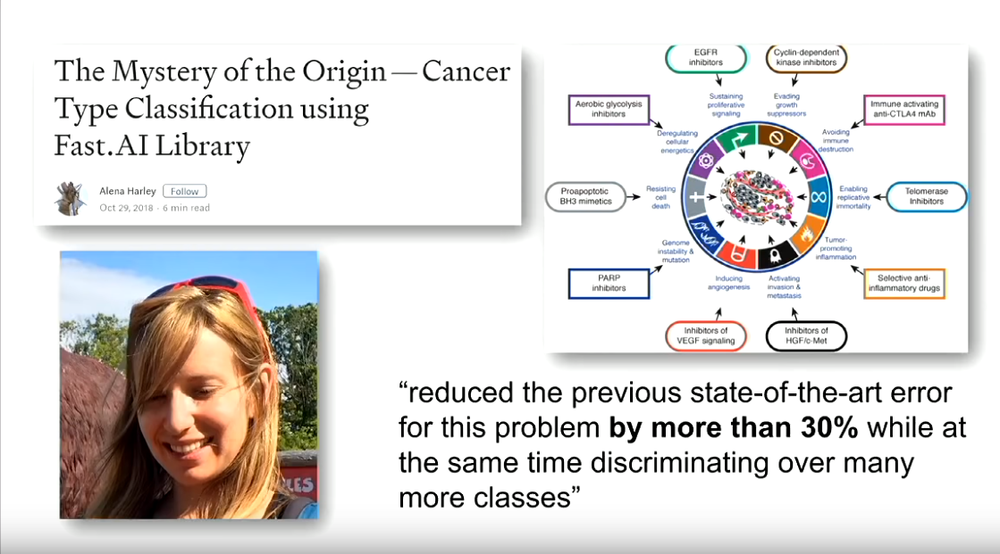 The Mystery of the Origin — Cancer
Type Classification using
Fast.AI Library
Alena Harley Follow
Oct 29, 2018 · 6 min read
EGFR
inhibitors
Cyclin-dependent
kinase inhibitors
Aerobic glycolysis
inhibitors
Sustaining
proliferative
signaling
Evading
growth
suppressors
Immune activating
anti-CTLA4 mAb
Deregulating
cellular
energetics
Avoiding
immune
destruction
Proapoptotic
BH3 mimetics
Resisting
cell
death
Enabling
replicative
immortality
Telomerase
Inhibitors
Genome
instability &
mutation
Tumor-
promoting
inflammation
PARP
inhibitors
Inducing
angiogenesis
Activating
invasion &
metastasis
Selective anti-
inflammatory drugs
Inhibitors of
VEGF signaling
Inhibitors of
HGF/c-Met
LES
“reduced the previous state-of-the-art error
for this problem by more than 30% while at
the same time discriminating over many
more classes”